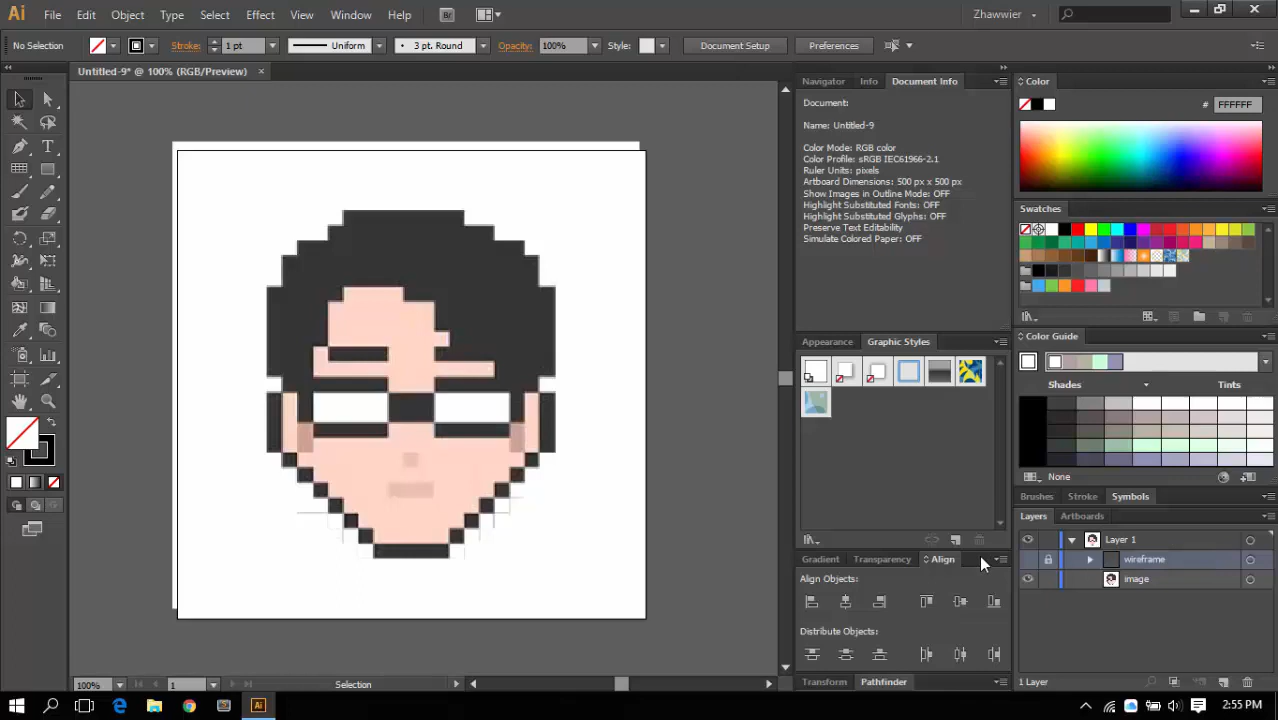 Ai File Edit Object Type Select Effect View Window Help Br Zhawwier
No Selection Stroke: 1 pt Uniform 3 pt. Round Opacity: 100% Style: Document Setup Preferences
Untitled-9* @ 100% (RGB/Preview)
Navigator Info Document Info
Document:
Name: Untitled-9
Color Mode: RGB color
Color Profile: sRGB IEC61966-2.1
Ruler Units: pixels
Artboard Dimensions: 500 px x 500 px
Show Images in Outline Mode: OFF
Highlight Substituted Fonts: OFF
Highlight Substituted Glyphs: OFF
Preserve Text Editability
Simulate Colored Paper: OFF
Color
# FFFFFF
Swatches
Appearance Graphic Styles
Color Guide
Shades Tints
None
Brushes Stroke Symbols
Layers Artboards
Layer 1
wireframe
image
1 Layer
Gradient Transparency Align
Align Objects:
Distribute Objects:
Transform Pathfinder
100% 1 Selection
Ai 2:55 PM